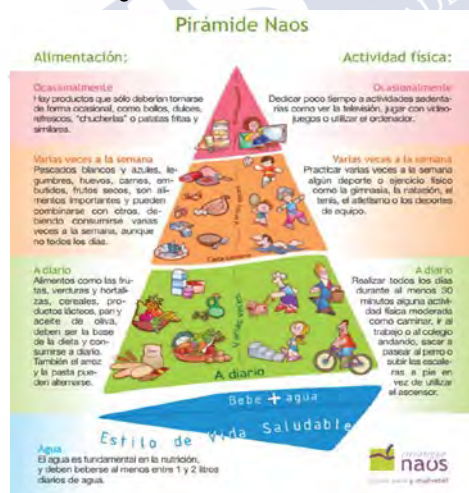 Pirámide Naos
Alimentación:
Actividad física:
Ocasionalmente
Hay productos que sólo deberían tomarse
de forma ocasional, como bollos, dulces,
refrescos, "chucherías" o patatas fritas y
similares.
Ocasionalmente
Dedicar poco tiempo a actividades sedenta-
rias como ver la televisión, jugar con video-
juegos o utilizar el ordenador.
Varias veces a la semana
Pescados blancos y azules, le-
gumbres, huevos, carnes, em-
butidos, frutos secos, son ali-
mentos importantes y pueden
combinarse con otros, de-
biendo consumirse varias
veces a la semana, aunque
no todos los días.
Varias veces a la semana
Practicar varias veces a la semana
algún deporte o ejercicio físico
como la gimnasia, la natación, el
tenis, el atletismo o los deportes
de equipo.
Cada semana
A diario
Alimentos como las fru-
tas, verduras y hortali-
zas, cereales, pro-
ductos lácteos, pan y
aceite de oliva,
deben ser la base
de la dieta y con-
sumirse a diario.
También el arroz
y la pasta pue-
den alternarse.
A diario
Realizar todos los días
durante al menos 30
minutos alguna activi-
dad física moderada
como caminar, ir al
trabajo o al colegio
andando, sacar a
pasear al perro o
subir las escale-
ras a pie en
vez de utilizar
el ascensor.
A diario
Bebe + agua
Estilo de Vida Saludable
Agua
El agua es fundamental en la nutrición,
y deben beberse al menos entre 1 y 2 litros
diarios de agua.
estrategia
naos
¡come sano y muévete!